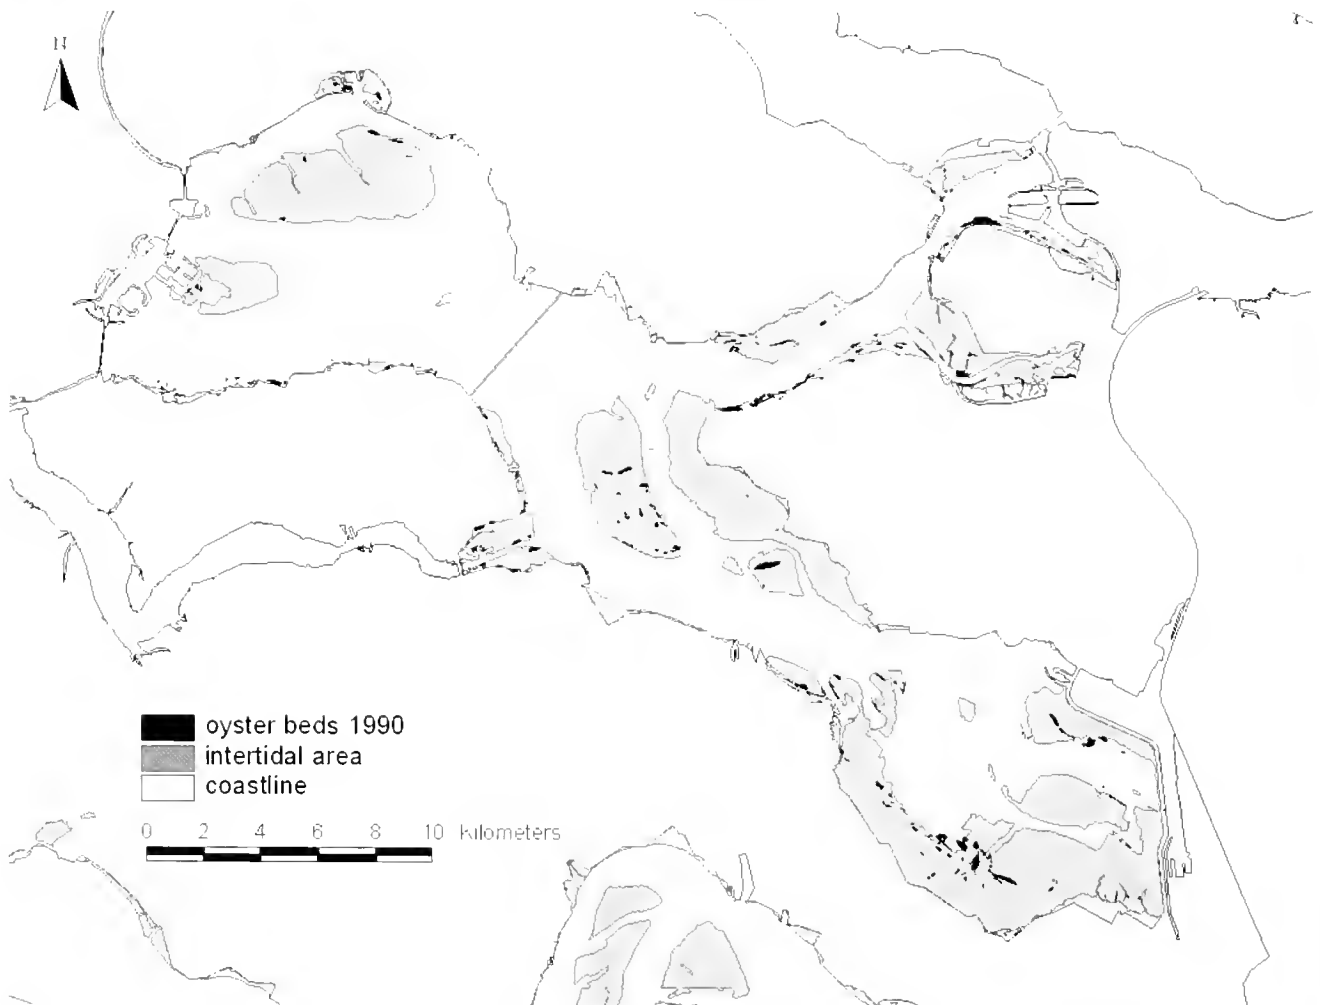 N
oyster beds 1990
intertidal area
coastline
0 2 4 6 8 10 Kilometers